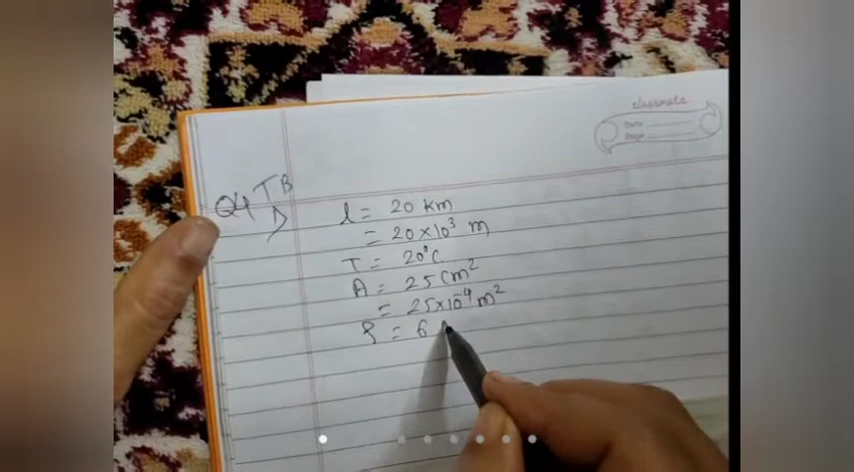 classmate
Date
Page
Q4 TB
l = 20 km
= 20×10³ m
T = 20°C
A = 25 cm²
= 25×10⁻⁴ m²
ρ = 6